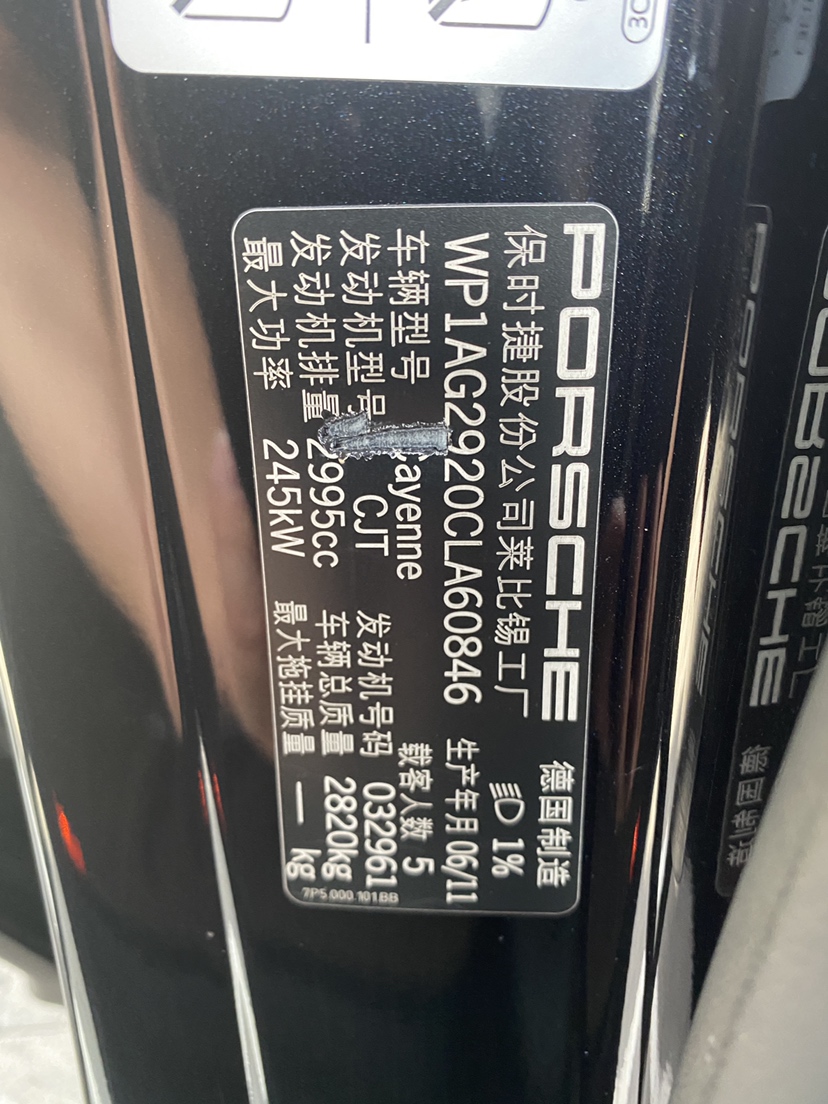 PORSCHE 德国制造
保时捷股份公司莱比锡工厂 1%
WP1AG2920CLA60846 生产年月 06/11
车辆型号 ayenne 载客人数 5
发动机型号 CJT 发动机号码 032961
发动机排量 2995cc 车辆总质量 2820kg
最大功率 245kW 最大拖挂质量 — kg
7P5.000.101.BB